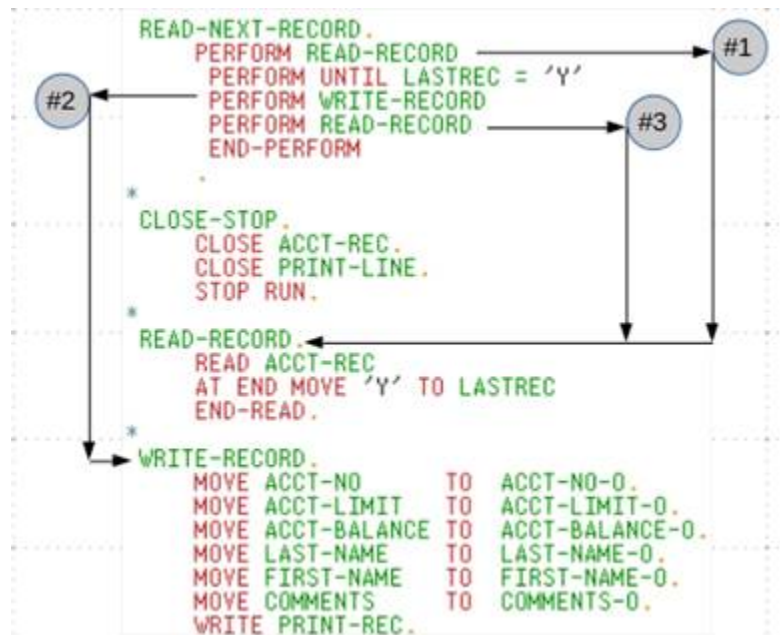 READ-NEXT-RECORD.
PERFORM READ-RECORD #1
PERFORM UNTIL LASTREC = 'Y'
#2 PERFORM WRITE-RECORD
PERFORM READ-RECORD #3
END-PERFORM
.
*
CLOSE-STOP.
CLOSE ACCT-REC.
CLOSE PRINT-LINE.
STOP RUN.
*
READ-RECORD.
READ ACCT-REC
AT END MOVE 'Y' TO LASTREC
END-READ.
*
WRITE-RECORD.
MOVE ACCT-NO TO ACCT-NO-O.
MOVE ACCT-LIMIT TO ACCT-LIMIT-O.
MOVE ACCT-BALANCE TO ACCT-BALANCE-O.
MOVE LAST-NAME TO LAST-NAME-O.
MOVE FIRST-NAME TO FIRST-NAME-O.
MOVE COMMENTS TO COMMENTS-O.
WRITE PRINT-REC.